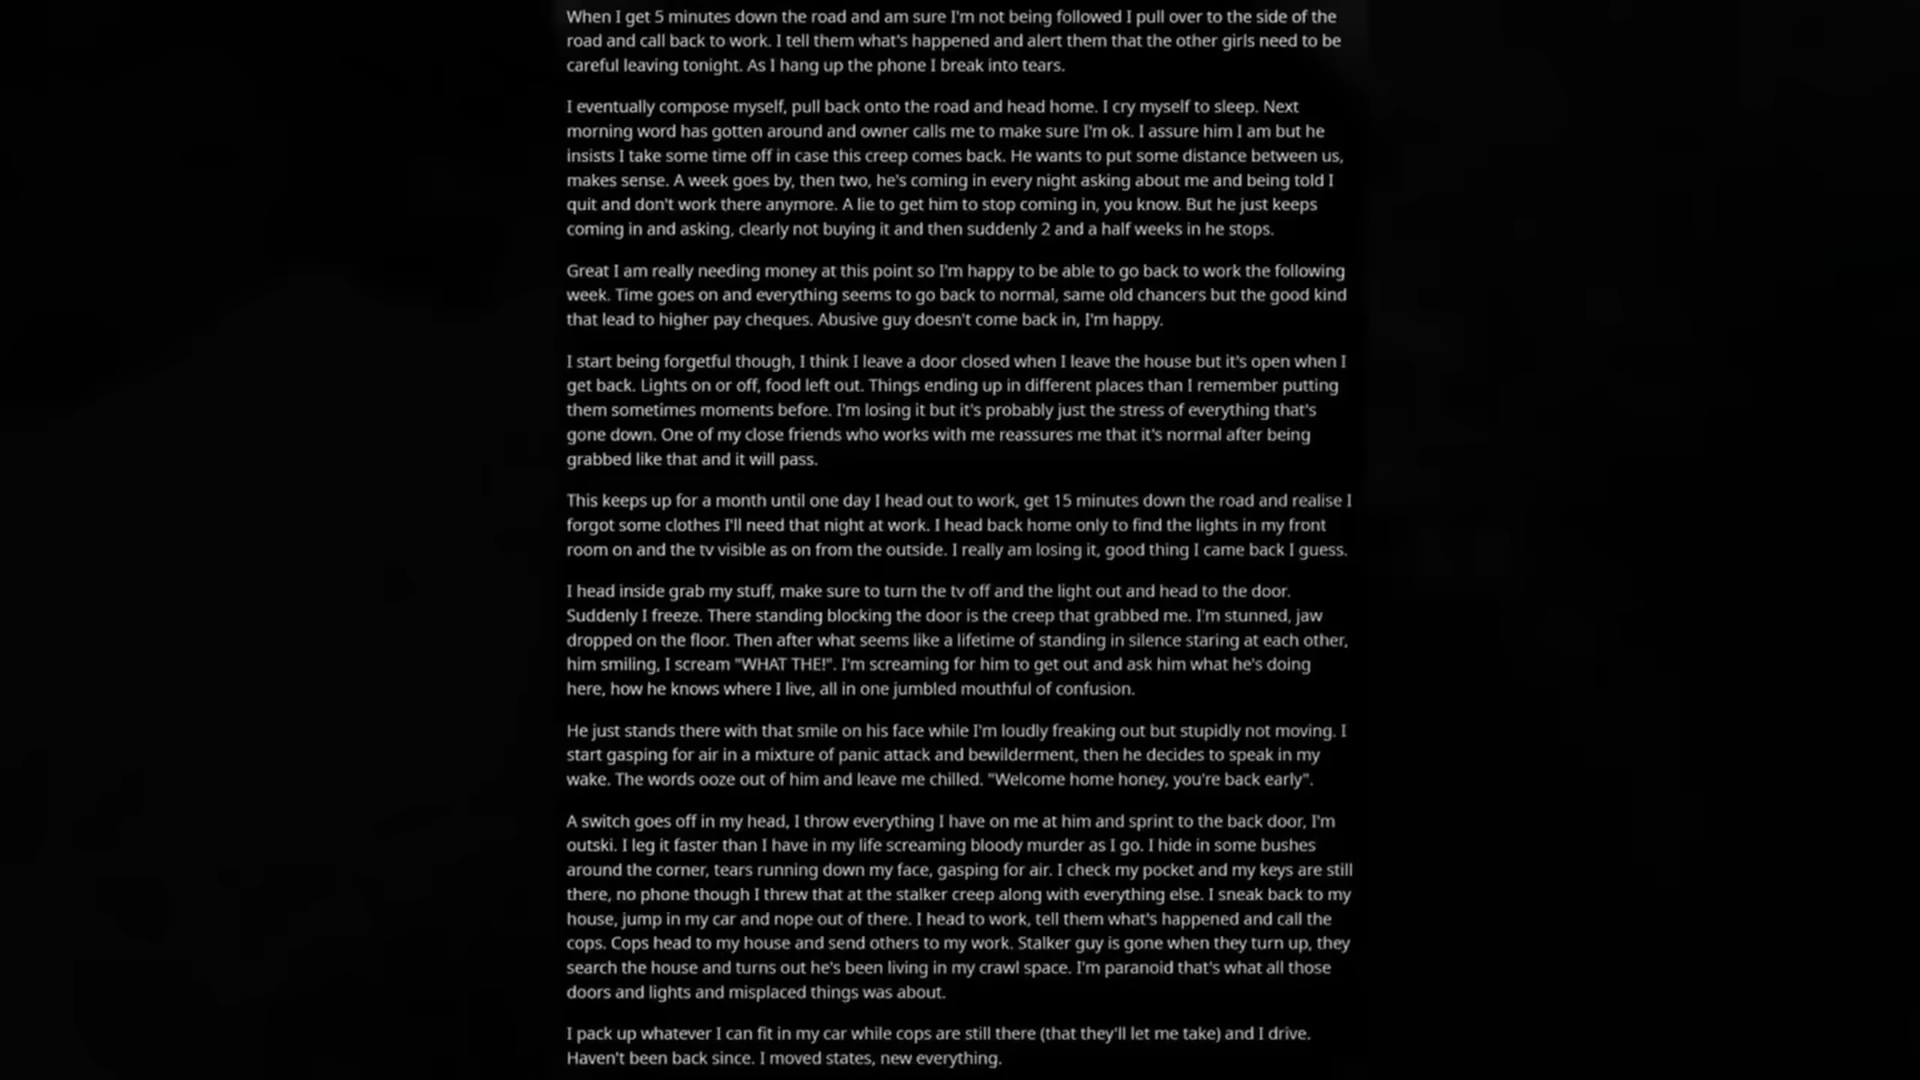 When I get 5 minutes down the road and am sure I'm not being followed I pull over to the side of the
road and call back to work. I tell them what's happened and alert them that the other girls need to be
careful leaving tonight. As I hang up the phone I break into tears.
I eventually compose myself, pull back onto the road and head home. I cry myself to sleep. Next
morning word has gotten around and owner calls me to make sure I'm ok. I assure him I am but he
insists I take some time off in case this creep comes back. He wants to put some distance between us,
makes sense. A week goes by, then two, he's coming in every night asking about me and being told I
quit and don't work there anymore. A lie to get him to stop coming in, you know. But he just keeps
coming in and asking, clearly not buying it and then suddenly 2 and a half weeks in he stops.
Great I am really needing money at this point so I'm happy to be able to go back to work the following
week. Time goes on and everything seems to go back to normal, same old chancers but the good kind
that lead to higher pay cheques. Abusive guy doesn't come back in, I'm happy.
I start being forgetful though, I think I leave a door closed when I leave the house but it's open when I
get back. Lights on or off, food left out. Things ending up in different places than I remember putting
them sometimes moments before. I'm losing it but it's probably just the stress of everything that's
gone down. One of my close friends who works with me reassures me that it's normal after being
grabbed like that and it will pass.
This keeps up for a month until one day I head out to work, get 15 minutes down the road and realise I
forgot some clothes I'll need that night at work. I head back home only to find the lights in my front
room on and the tv visible as on from the outside. I really am losing it, good thing I came back I guess.
I head inside grab my stuff, make sure to turn the tv off and the light out and head to the door.
Suddenly I freeze. There standing blocking the door is the creep that grabbed me. I'm stunned, jaw
dropped on the floor. Then after what seems like a lifetime of standing in silence staring at each other,
him smiling, I scream "WHAT THE!". I'm screaming for him to get out and ask him what he's doing
here, how he knows where I live, all in one jumbled mouthful of confusion.
He just stands there with that smile on his face while I'm loudly freaking out but stupidly not moving. I
start gasping for air in a mixture of panic attack and bewilderment, then he decides to speak in my
wake. The words ooze out of him and leave me chilled. "Welcome home honey, you're back early".
A switch goes off in my head, I throw everything I have on me at him and sprint to the back door, I'm
outski. I leg it faster than I have in my life screaming bloody murder as I go. I hide in some bushes
around the corner, tears running down my face, gasping for air. I check my pocket and my keys are still
there, no phone though I threw that at the stalker creep along with everything else. I sneak back to my
house, jump in my car and nope out of there. I head to work, tell them what's happened and call the
cops. Cops head to my house and send others to my work. Stalker guy is gone when they turn up, they
search the house and turns out he's been living in my crawl space. I'm paranoid that's what all those
doors and lights and misplaced things was about.
I pack up whatever I can fit in my car while cops are still there (that they'll let me take) and I drive.
Haven't been back since. I moved states, new everything.